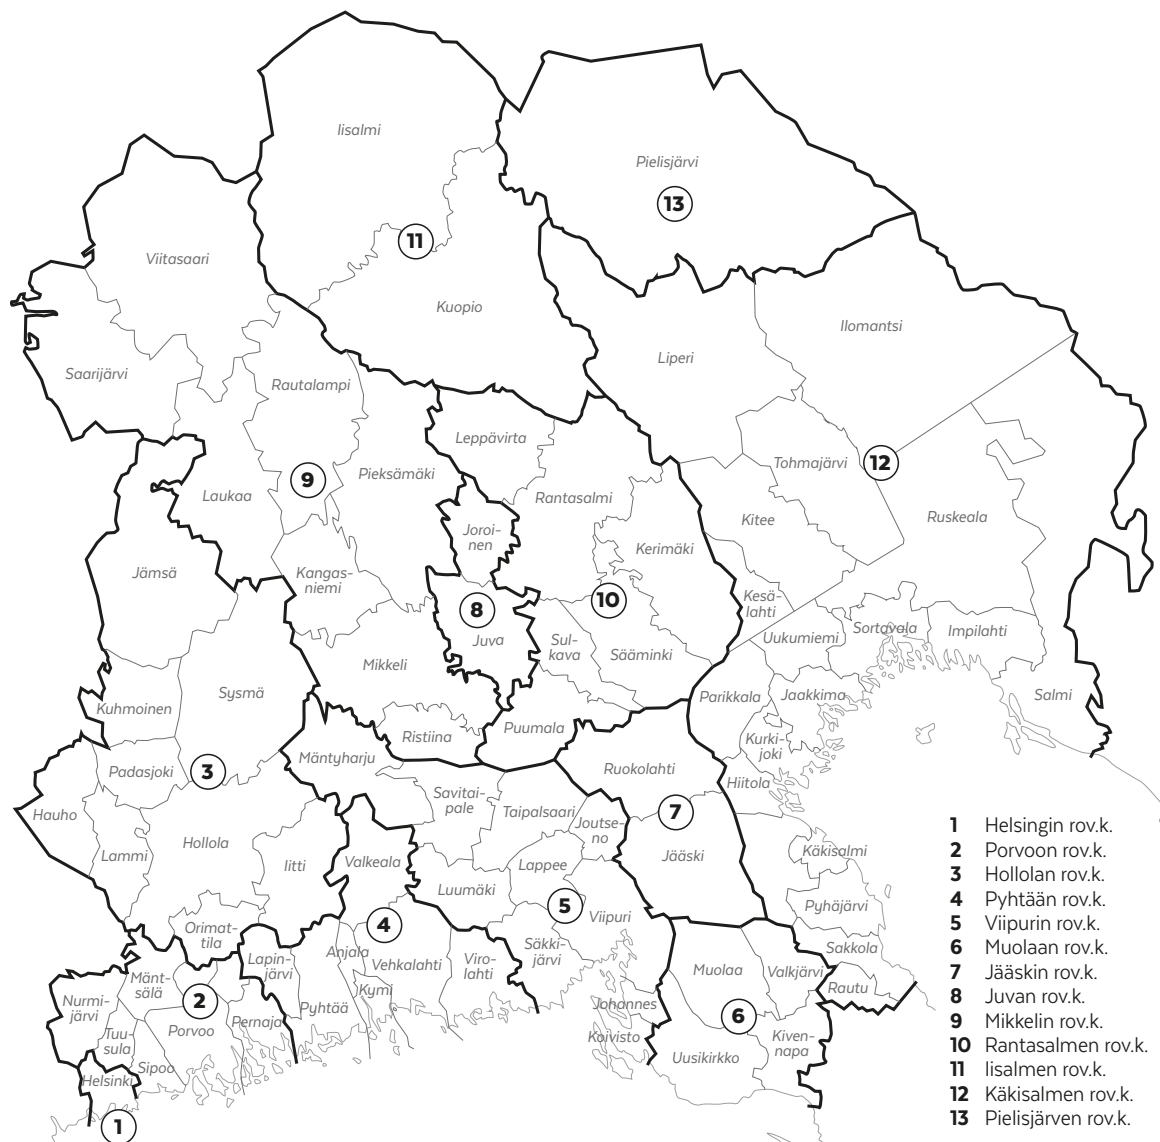 Iisalmi
Pielisjärvi
13
11
Viitasaari
Kuopio
Ilomantsi
Liperi
Saarijärvi
Rautalampi
Leppävirta
Tohmajärvi
12
Pieksämäki
9
Laukaa
Rantasalmi
Ruskeala
Kitee
Joroi-
nen
Kerimäki
Jämsä
Kangas-
niemi
10
8
Kesä-
lahti
Juva
Sul-
kava
Sääminki
Uukumiemi
Sortavala
Impilahti
Mikkeli
Sysmä
Parikkala
Jaakkima
Salmi
Kuhmoinen
Puumala
Ristiina
Kurki-
joki
Mäntyharju
Padasjoki
3
Ruokolahti
Hiitola
Savitai-
pale
Taipalsaari
7
Hauho
Joutse-
no
Hollola
Lammi
Iitti
Valkeala
Lappee
Jääski
Käkisalmi
Luumäki
5
Viipuri
Pyhäjärvi
4
Orimat-
tila
Anjala
Vehkalahti
Viro-
lahti
Säkki-
järvi
Sakkola
Lapin-
järvi
Mänt-
sälä
Muolaa
Valkjärvi
Rautu
Nurmi-
järvi
2
Pyhtää
Kymi
Johannes
6
Tuu-
sula
Porvoo
Pernaja
Koivisto
Kiven-
napa
Sipoo
Uusikirkko
Helsinki
1
1 Helsingin rov.k.
2 Porvoon rov.k.
3 Hollolan rov.k.
4 Pyhtään rov.k.
5 Viipurin rov.k.
6 Muolaan rov.k.
7 Jääskin rov.k.
8 Juvan rov.k.
9 Mikkelin rov.k.
10 Rantasalmen rov.k.
11 Iisalmen rov.k.
12 Käkisalmen rov.k.
13 Pielisjärven rov.k.